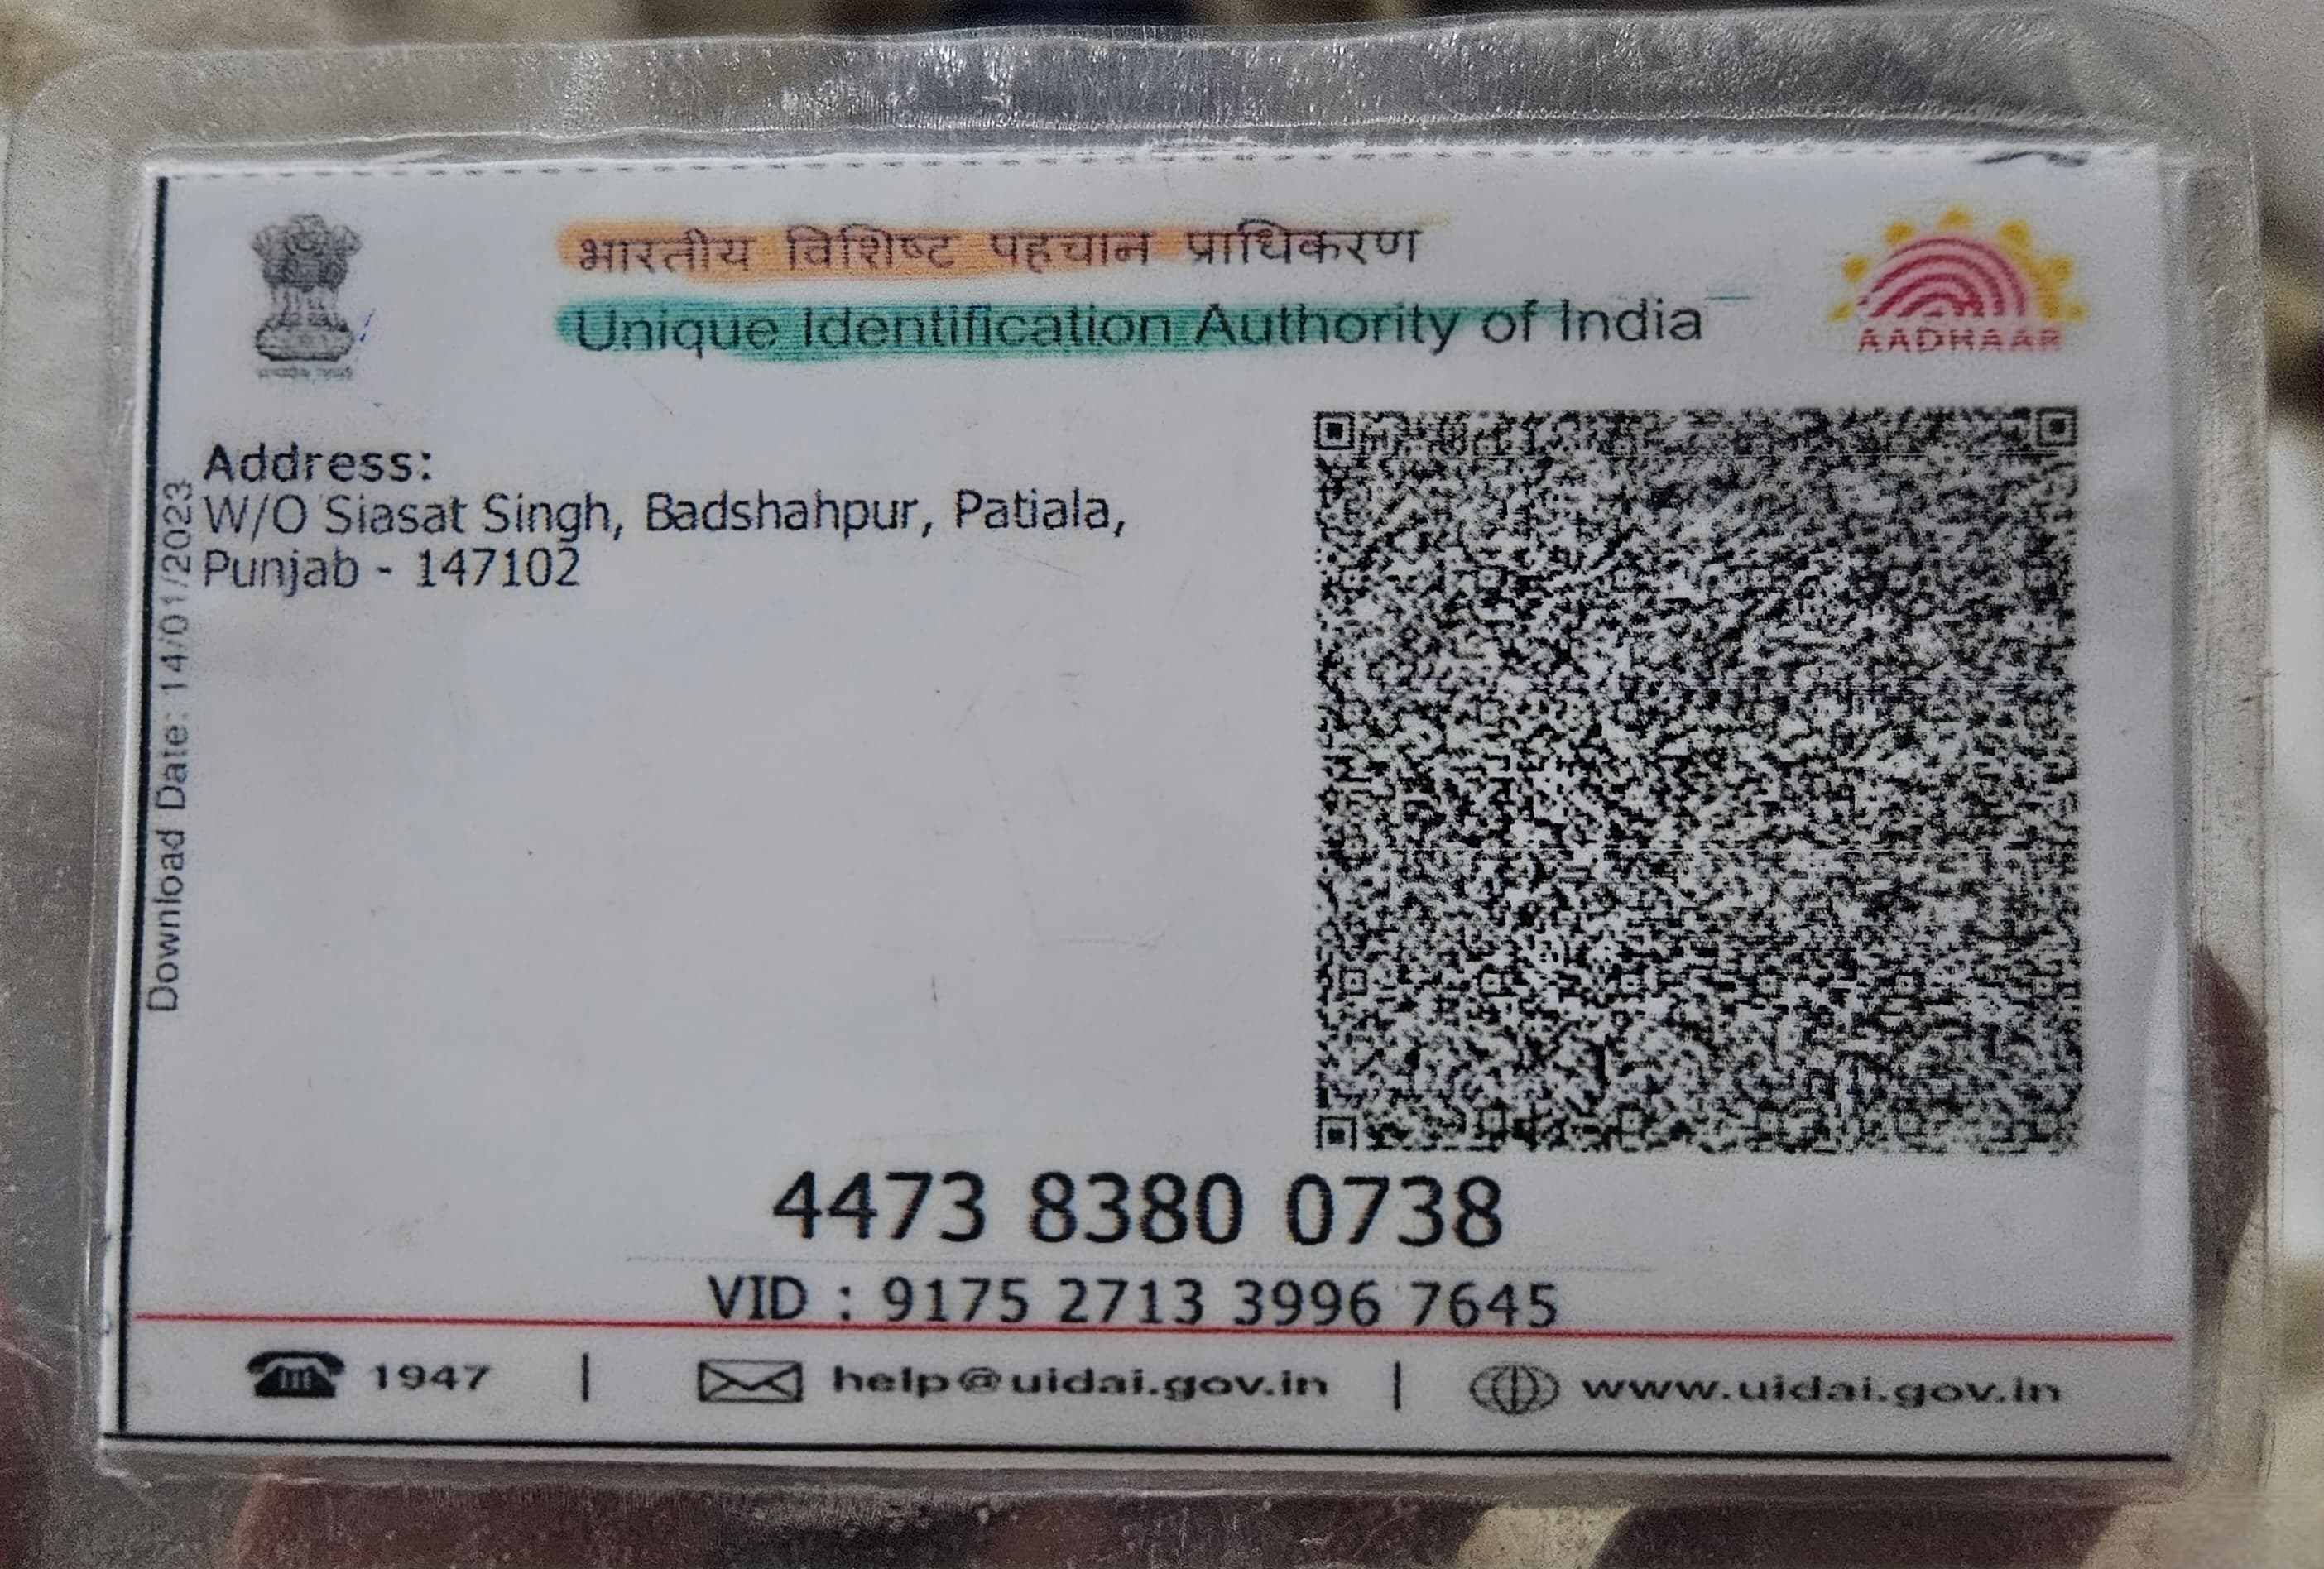 भारतीय विशिष्ट पहचान प्राधिकरण
Unique Identification Authority of India
AADHAAR
Address:
W/O Siasat Singh, Badshahpur, Patiala,
Punjab - 147102
Download Date: 14/01/2023
4473 8380 0738
VID : 9175 2713 3996 7645
1947 | help@uidai.gov.in | www.uidai.gov.in